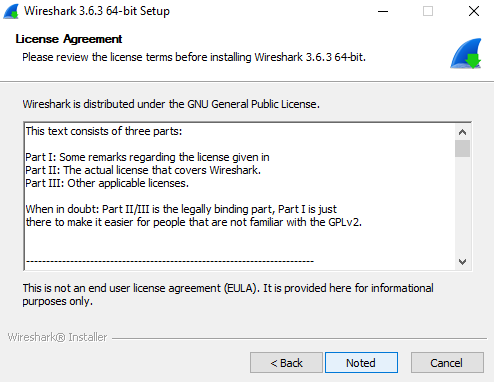 Wireshark 3.6.3 64-bit Setup
License Agreement
Please review the license terms before installing Wireshark 3.6.3 64-bit.
Wireshark is distributed under the GNU General Public License.
This text consists of three parts:
Part I: Some remarks regarding the license given in
Part II: The actual license that covers Wireshark.
Part III: Other applicable licenses.
When in doubt: Part II/III is the legally binding part, Part I is just
there to make it easier for people that are not familiar with the GPLv2.
------------------------------------------------------------------------
This is not an end user license agreement (EULA). It is provided here for informational
purposes only.
Wireshark® Installer
< Back
Noted
Cancel